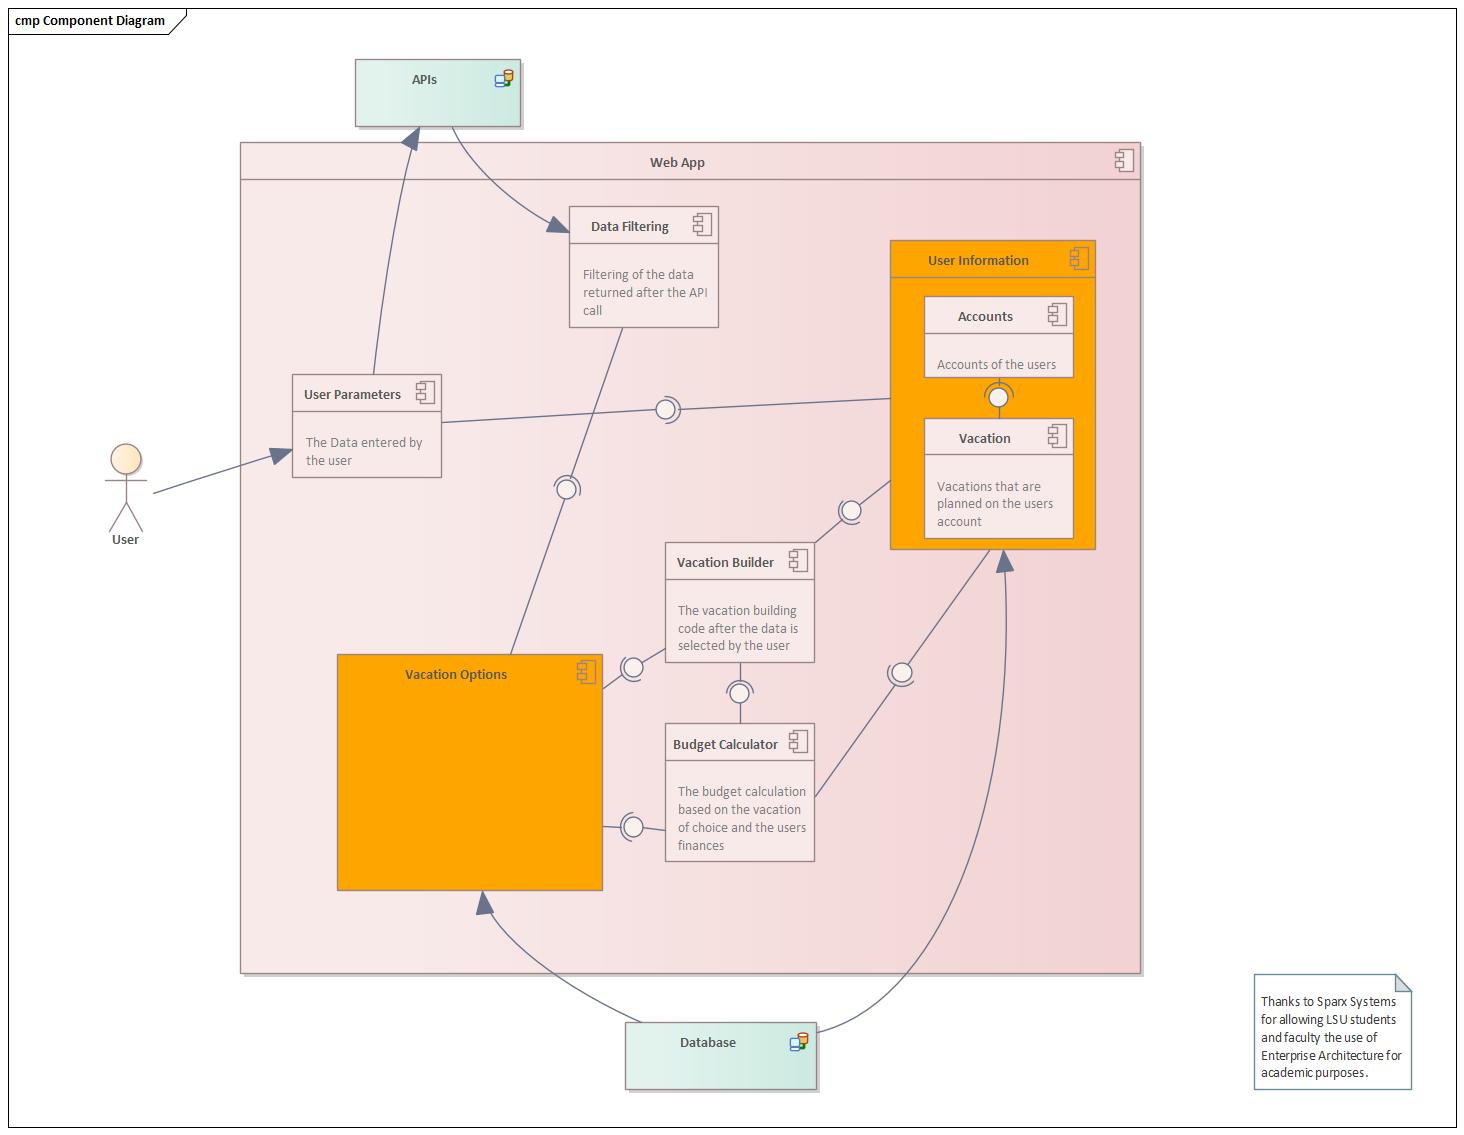 cmp Component Diagram
APIs
Web App
Data Filtering
Filtering of the data
returned after the API
call
User Information
Accounts
Accounts of the users
User Parameters
The Data entered by
the user
Vacation
Vacations that are
planned on the users
account
User
Vacation Builder
The vacation building
code after the data is
selected by the user
Vacation Options
Budget Calculator
The budget calculation
based on the vacation
of choice and the users
finances
Database
Thanks to Sparx Systems
for allowing LSU students
and faculty the use of
Enterprise Architecture for
academic purposes.